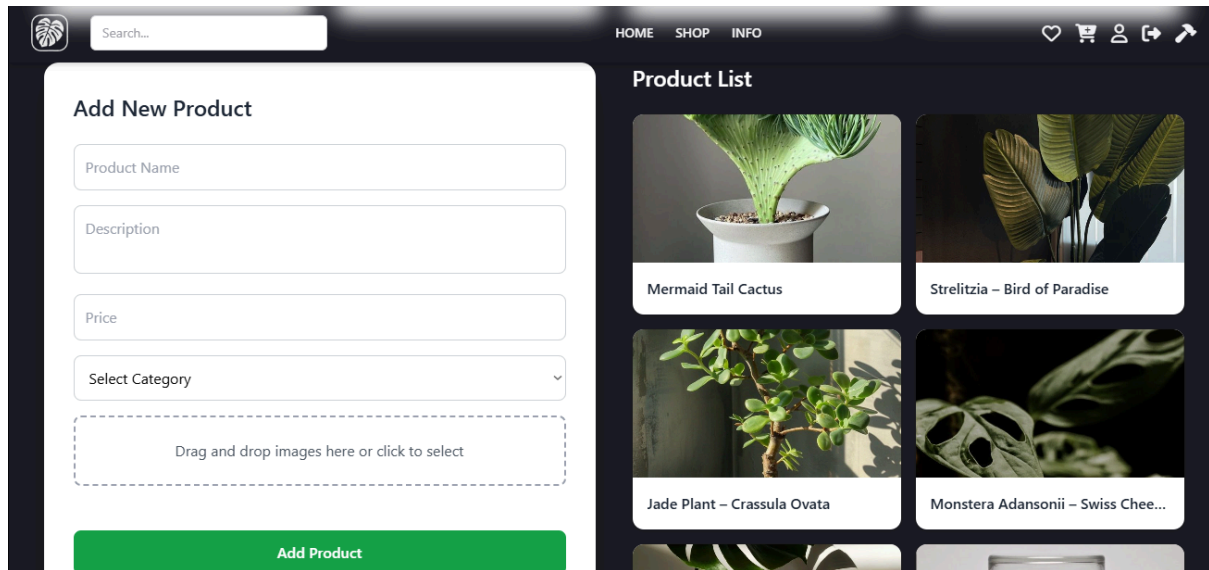 Search...
HOME SHOP INFO
Add New Product
Product Name
Description
Price
Select Category
Drag and drop images here or click to select
Add Product
Product List
Mermaid Tail Cactus
Strelitzia – Bird of Paradise
Jade Plant – Crassula Ovata
Monstera Adansonii – Swiss Chee...